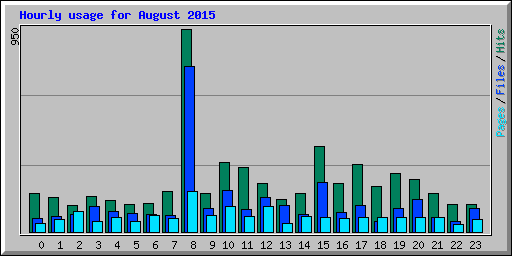 Hourly usage for August 2015
950
Pages / Files / Hits
0 1 2 3 4 5 6 7 8 9 10 11 12 13 14 15 16 17 18 19 20 21 22 23